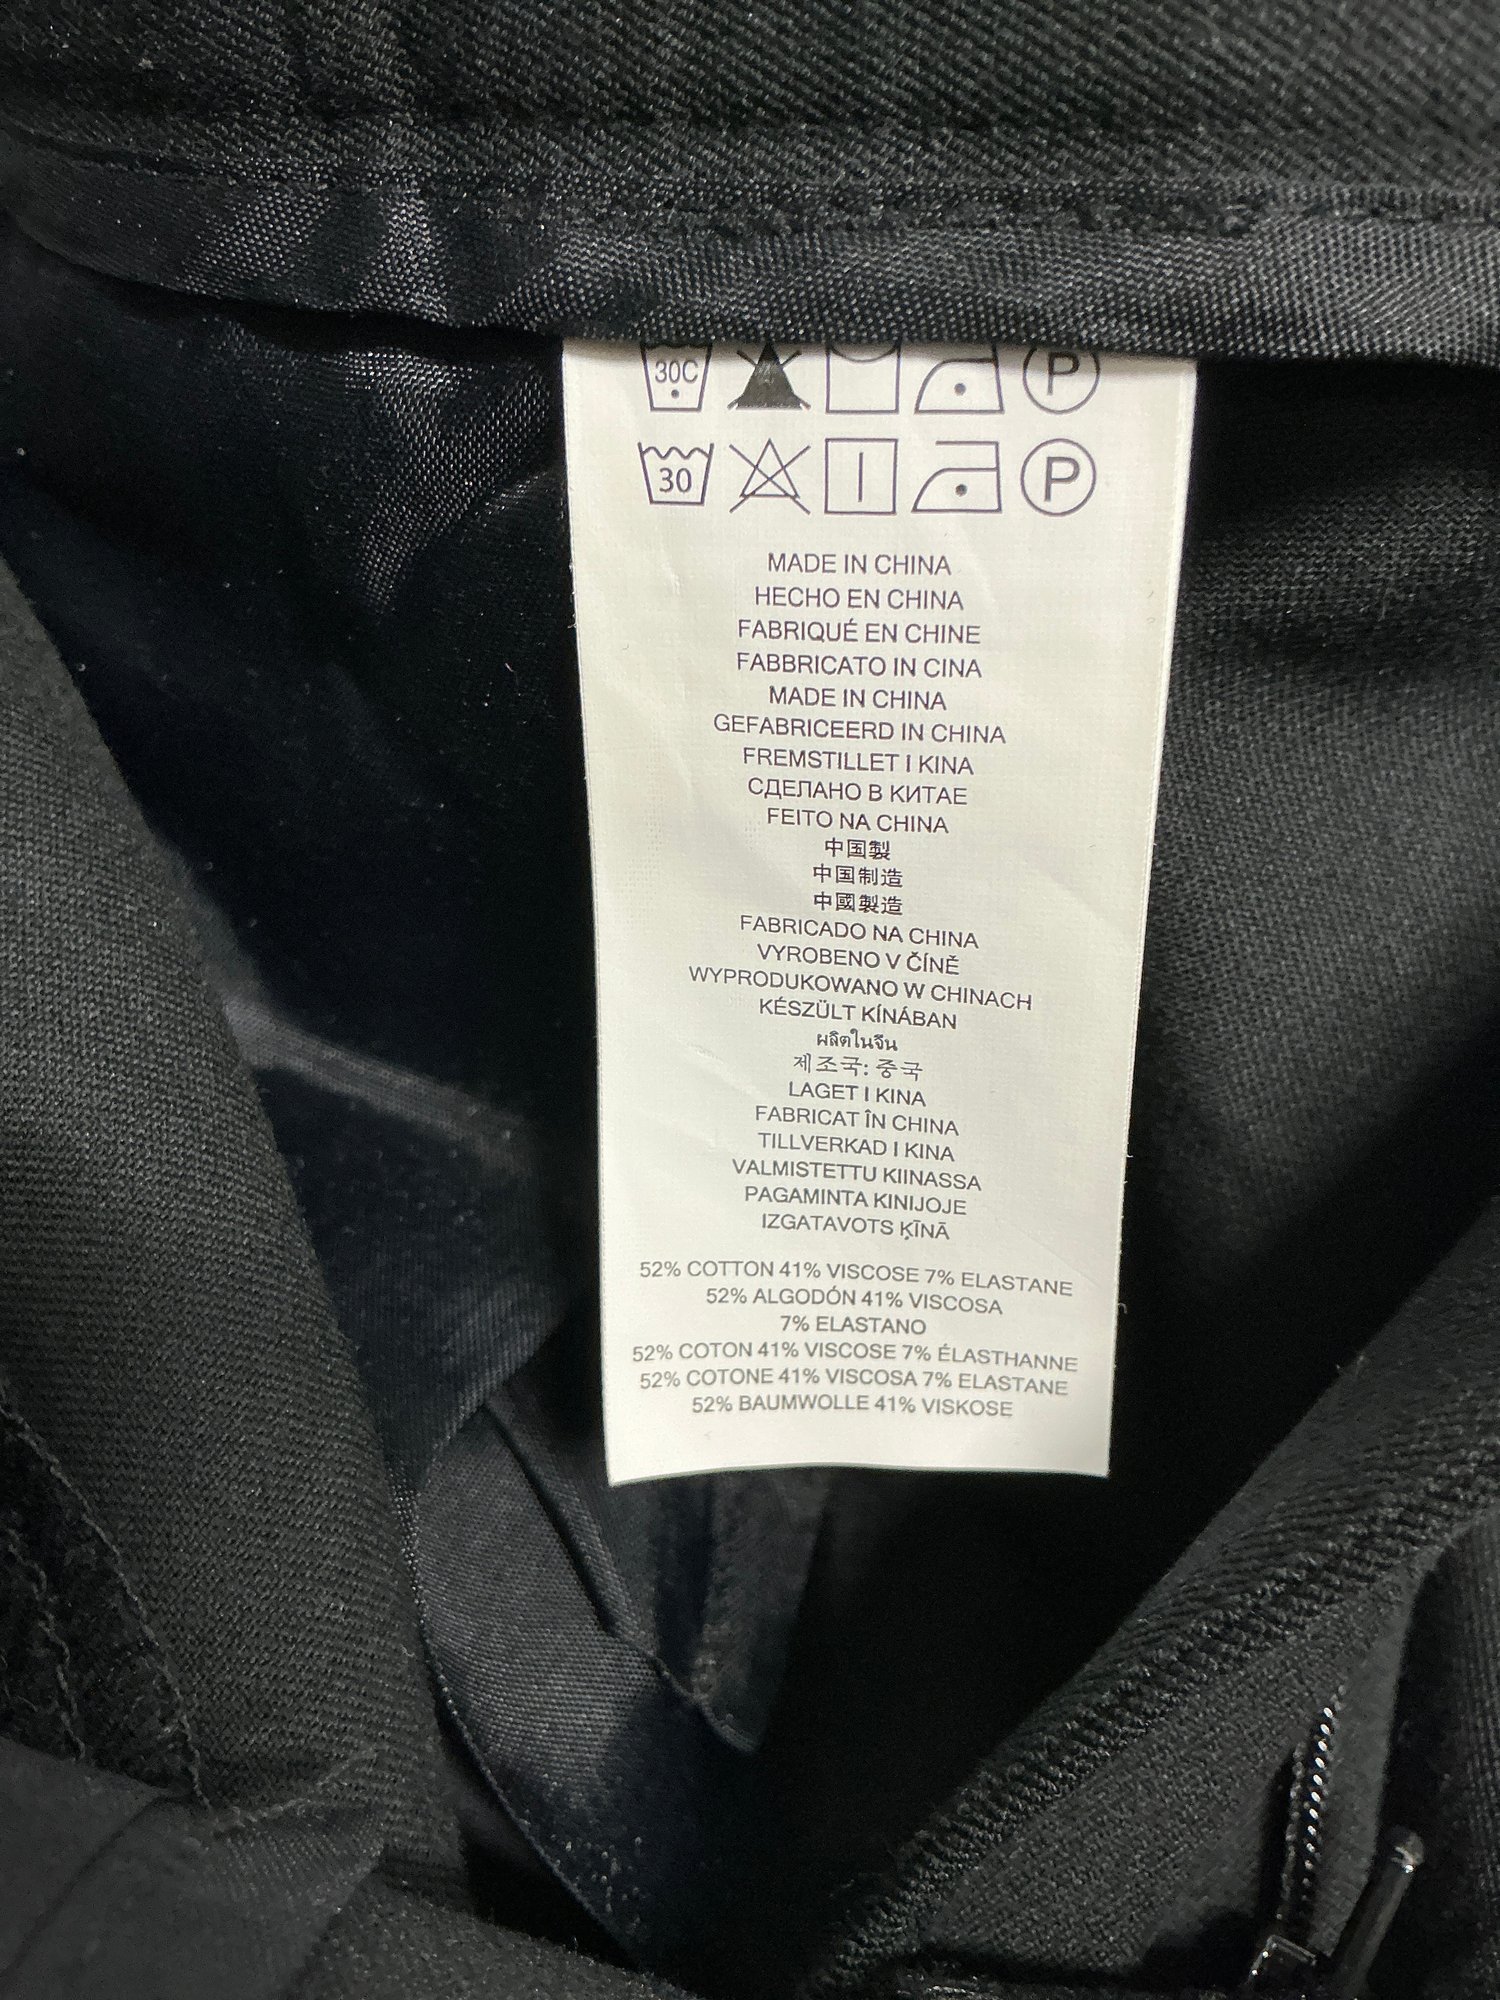 30C P
30 P
MADE IN CHINA
HECHO EN CHINA
FABRIQUÉ EN CHINE
FABBRICATO IN CINA
MADE IN CHINA
GEFABRICEERD IN CHINA
FREMSTILLET I KINA
СДЕЛАНО В КИТАЕ
FEITO NA CHINA
中国製
中国制造
中國製造
FABRICADO NA CHINA
VYROBENO V ČÍNĚ
WYPRODUKOWANO W CHINACH
KÉSZÜLT KÍNÁBAN
ผลิตในจีน
제조국: 중국
LAGET I KINA
FABRICAT ÎN CHINA
TILLVERKAD I KINA
VALMISTETTU KIINASSA
PAGAMINTA KINIJOJE
IZGATAVOTS ĶĪNĀ
52% COTTON 41% VISCOSE 7% ELASTANE
52% ALGODÓN 41% VISCOSA
7% ELASTANO
52% COTON 41% VISCOSE 7% ÉLASTHANNE
52% COTONE 41% VISCOSA 7% ELASTANE
52% BAUMWOLLE 41% VISKOSE